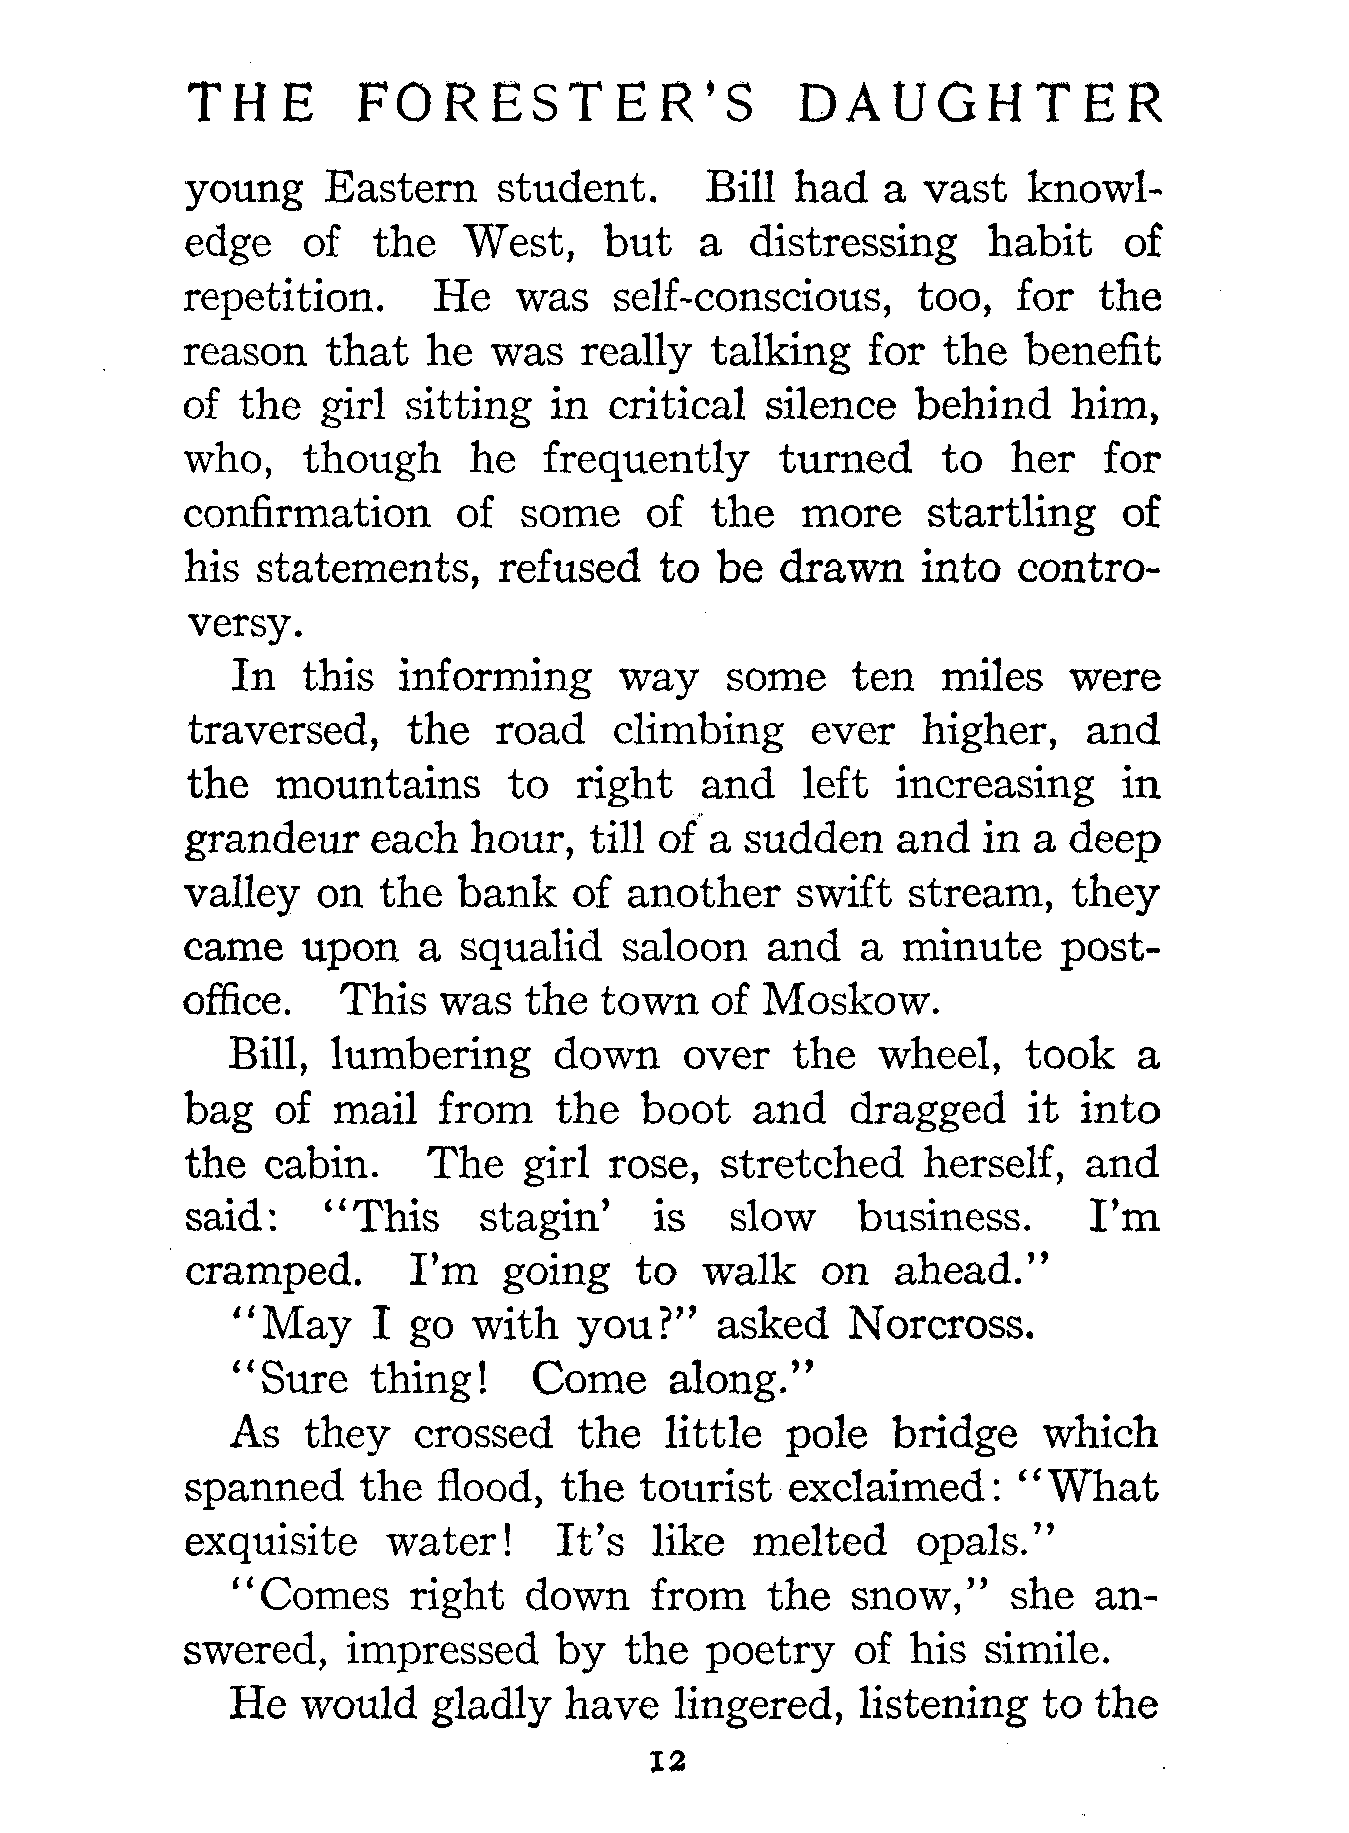 THE FORESTER'S DAUGHTER
young Eastern student. Bill had a vast knowl-
edge of the West, but a distressing habit of
repetition. He was self-conscious, too, for the
reason that he was really talking for the benefit
of the girl sitting in critical silence behind him,
who, though he frequently turned to her for
confirmation of some of the more startling of
his statements, refused to be drawn into contro-
versy.
In this informing way some ten miles were
traversed, the road climbing ever higher, and
the mountains to right and left increasing in
grandeur each hour, till of a sudden and in a deep
valley on the bank of another swift stream, they
came upon a squalid saloon and a minute post-
office. This was the town of Moskow.
Bill, lumbering down over the wheel, took a
bag of mail from the boot and dragged it into
the cabin. The girl rose, stretched herself, and
said: "This stagin' is slow business. I'm
cramped. I'm going to walk on ahead."
"May I go with you?" asked Norcross.
"Sure thing! Come along."
As they crossed the little pole bridge which
spanned the flood, the tourist exclaimed: "What
exquisite water! It's like melted opals."
"Comes right down from the snow," she an-
swered, impressed by the poetry of his simile.
He would gladly have lingered, listening to the
12